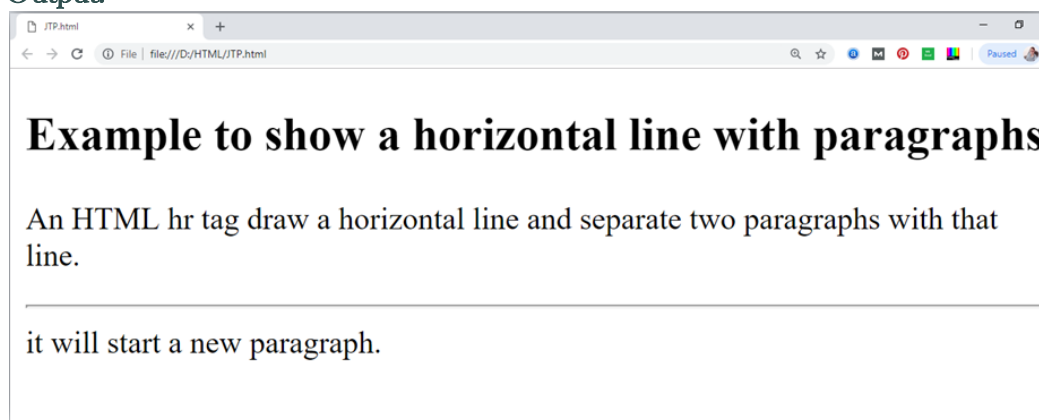 Output:
JTP.html
File | file:///D:/HTML/JTP.html
Paused
Example to show a horizontal line with paragraphs
An HTML hr tag draw a horizontal line and separate two paragraphs with that
line.
it will start a new paragraph.